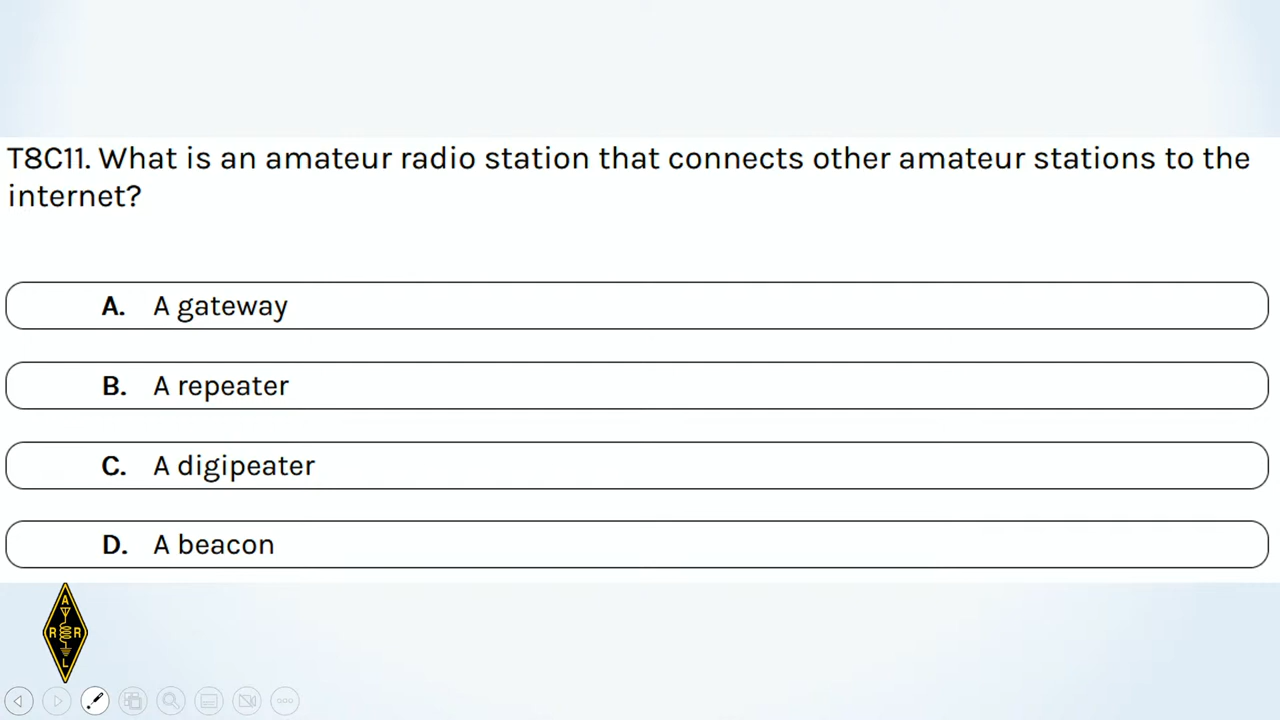 T8C11. What is an amateur radio station that connects other amateur stations to the
internet?
A. A gateway
B. A repeater
C. A digipeater
D. A beacon
A
R R
L